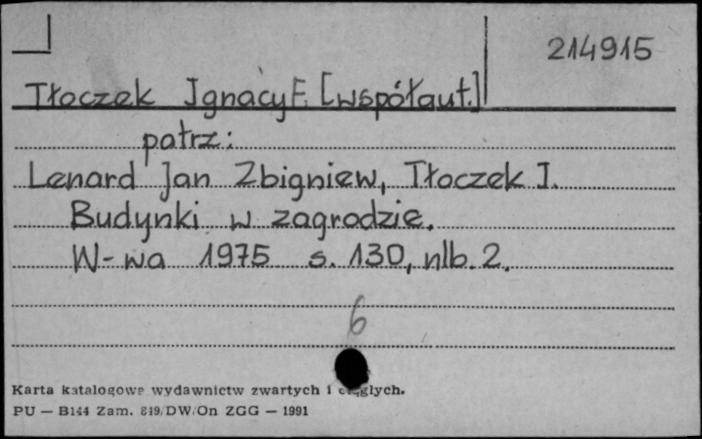 214915
Tłoczek Ignacy F. [współaut.]
patrz:
Lenard Jan Zbigniew, Tłoczek I.
Budynki w zagrodzie.
W-wa 1975 s. 130, nlb. 2.
6
Karta katalogowa wydawnictw zwartych i ciągłych.
PU — B144 Zam. 819/DW/On ZGG — 1991